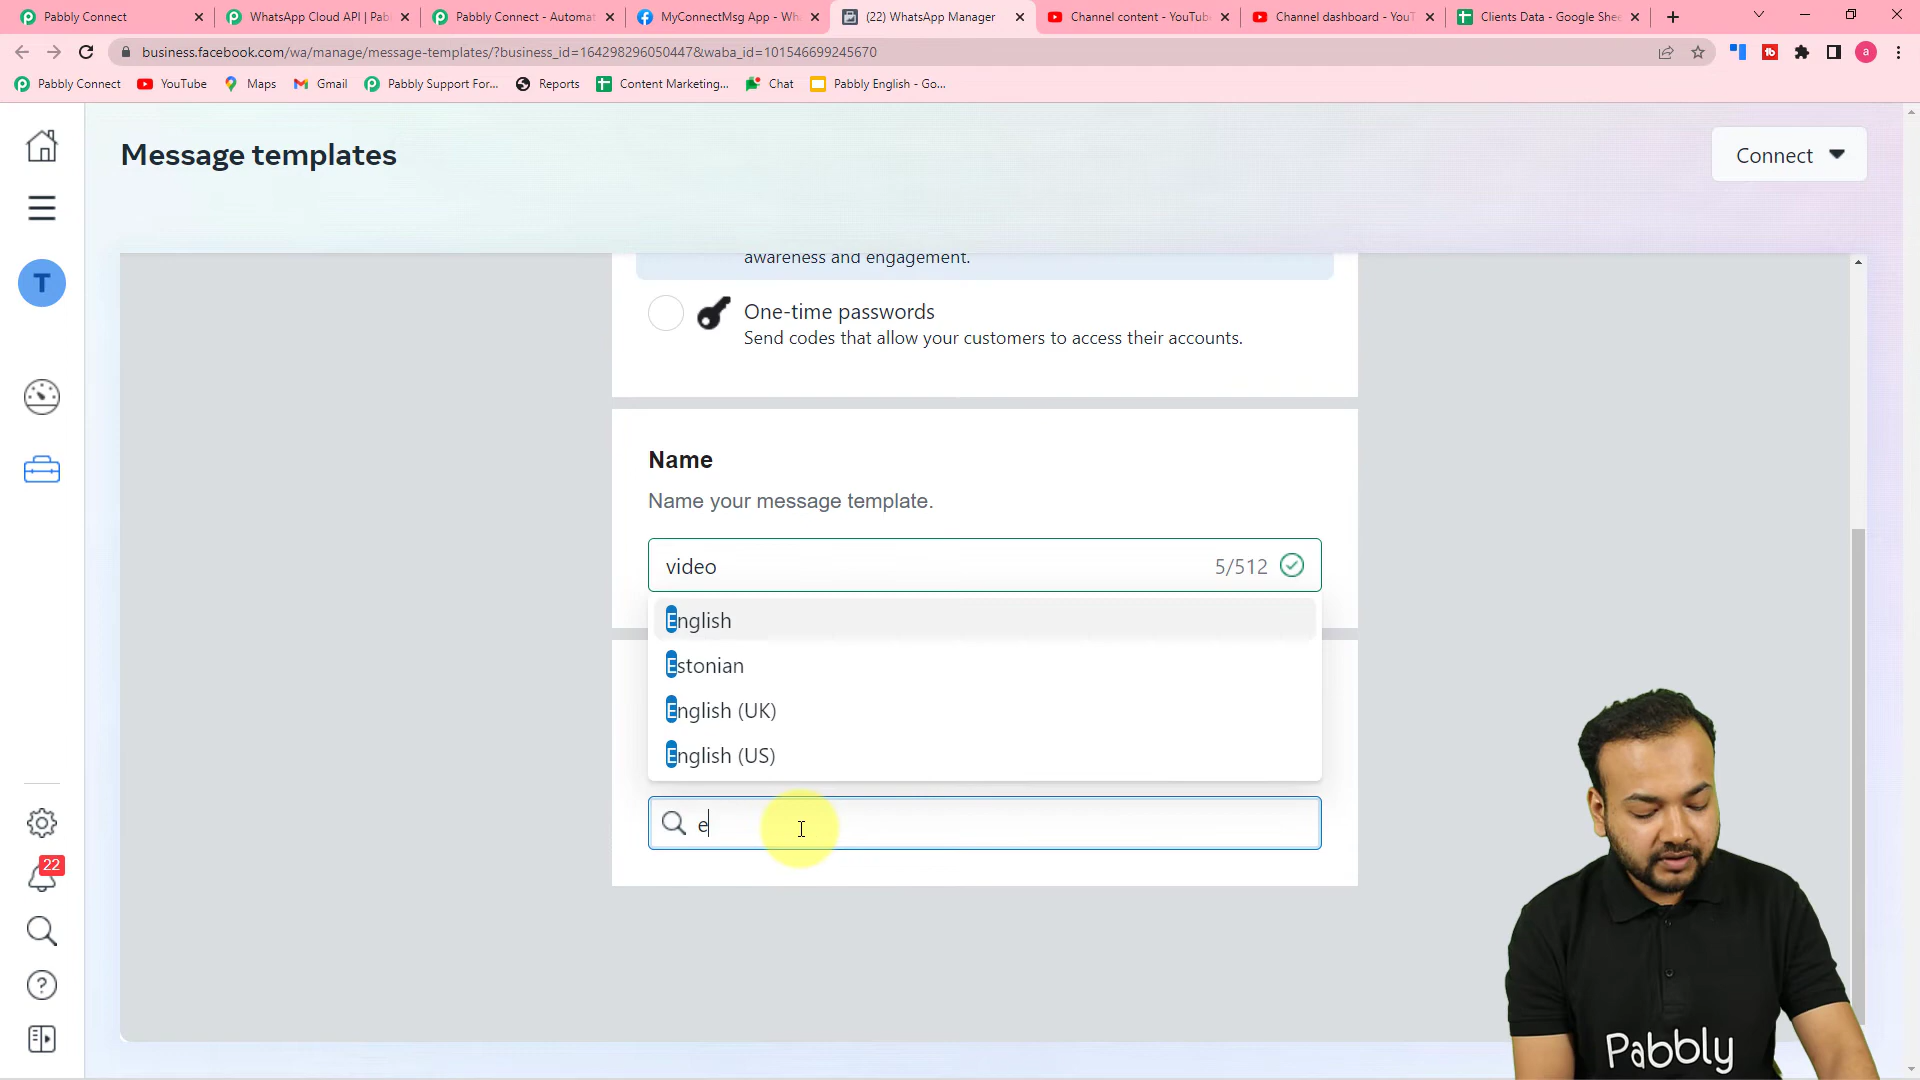 Pabbly Connect
WhatsApp Cloud API | Pab
Pabbly Connect - Automat
MyConnectMsg App - Wha
(22) WhatsApp Manager
Channel content - YouTube
Channel dashboard - YouT
Clients Data - Google Shee
business.facebook.com/wa/manage/message-templates/?business_id=164298296050447&waba_id=101546699245670
a
Pabbly Connect
YouTube
Maps
Gmail
Pabbly Support For...
Reports
Content Marketing...
Chat
Pabbly English - Go...
Message templates
Connect
T
awareness and engagement.
One-time passwords
Send codes that allow your customers to access their accounts.
Name
Name your message template.
video
5/512
English
Estonian
English (UK)
English (US)
e
22
Pabbly